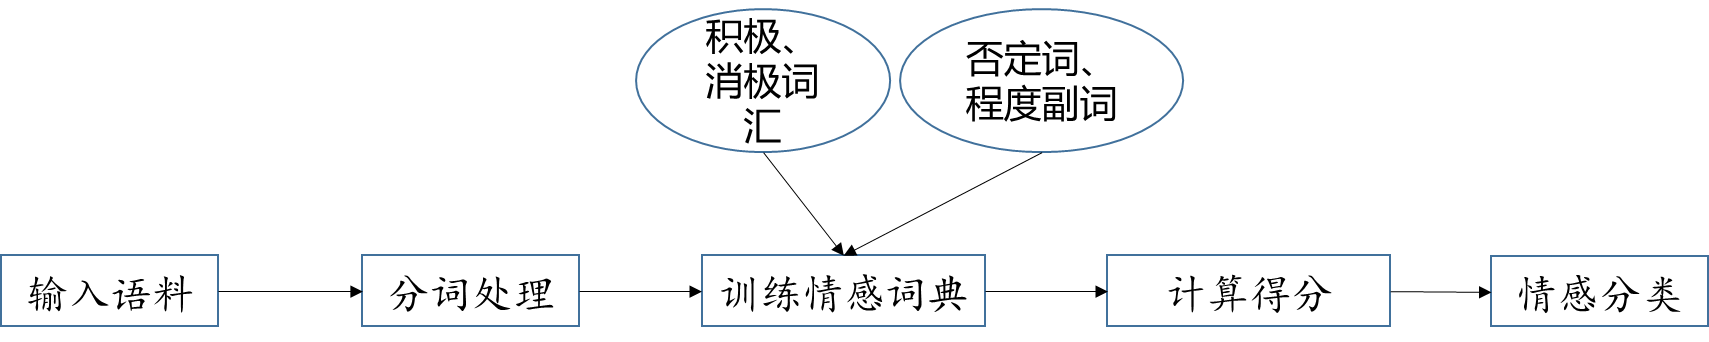 积极、
消极词
汇
否定词、
程度副词
输入语料
分词处理
训练情感词典
计算得分
情感分类